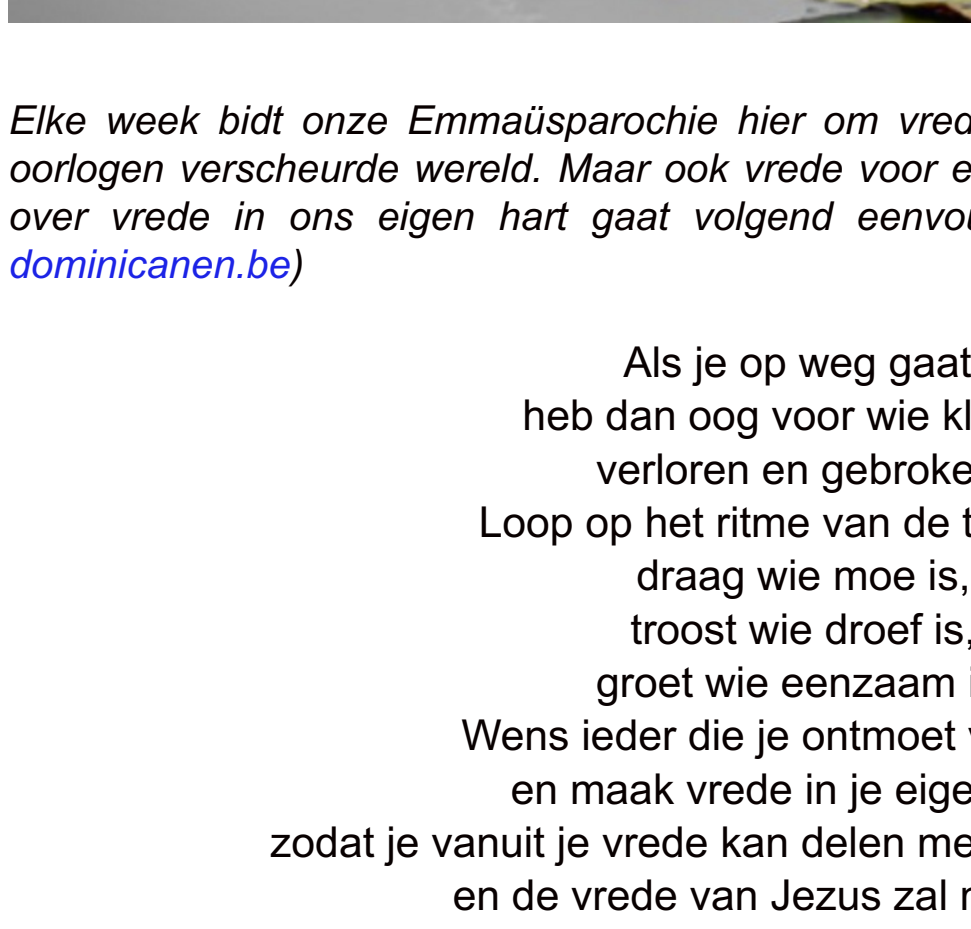 Elke week bidt onze Emmaüsparochie hier om vred
oorlogen verscheurde wereld. Maar ook vrede voor e
over vrede in ons eigen hart gaat volgend eenvou
dominicanen.be)
Als je op weg gaat
heb dan oog voor wie kl
verloren en gebroke
Loop op het ritme van de t
draag wie moe is,
troost wie droef is,
groet wie eenzaam i
Wens ieder die je ontmoet v
en maak vrede in je eige
zodat je vanuit je vrede kan delen me
en de vrede van Jezus zal